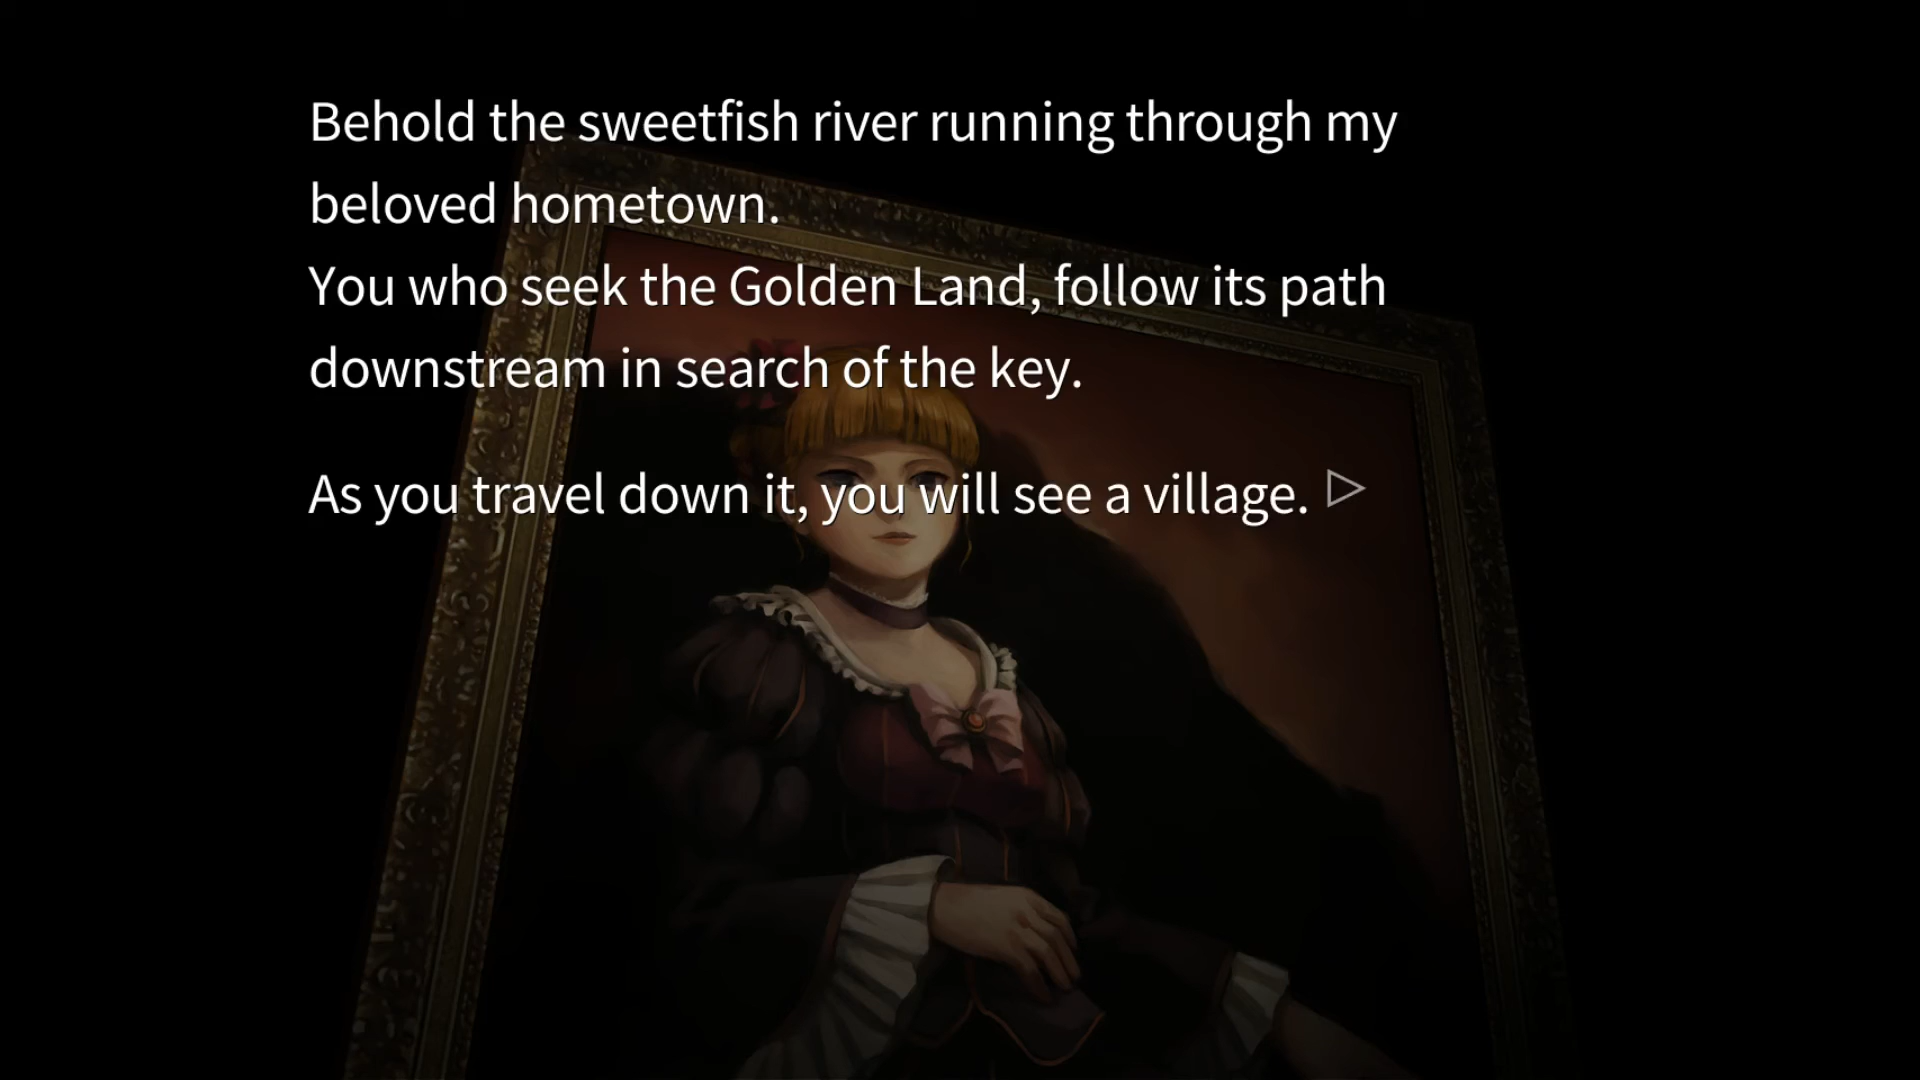 Behold the sweetfish river running through my
beloved hometown.
You who seek the Golden Land, follow its path
downstream in search of the key.
As you travel down it, you will see a village.